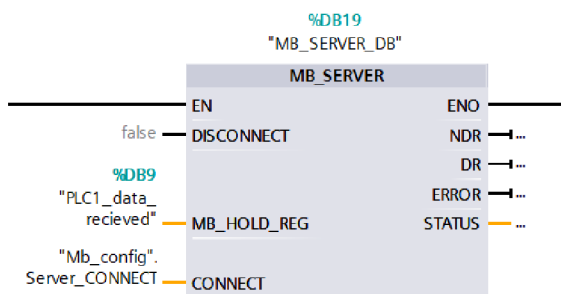 %DB19
"MB_SERVER_DB"
MB_SERVER
EN
ENO
false
DISCONNECT
NDR
...
DR
...
%DB9
"PLC1_data_
recieved"
MB_HOLD_REG
ERROR
...
STATUS
...
"Mb_config".
Server_CONNECT
CONNECT